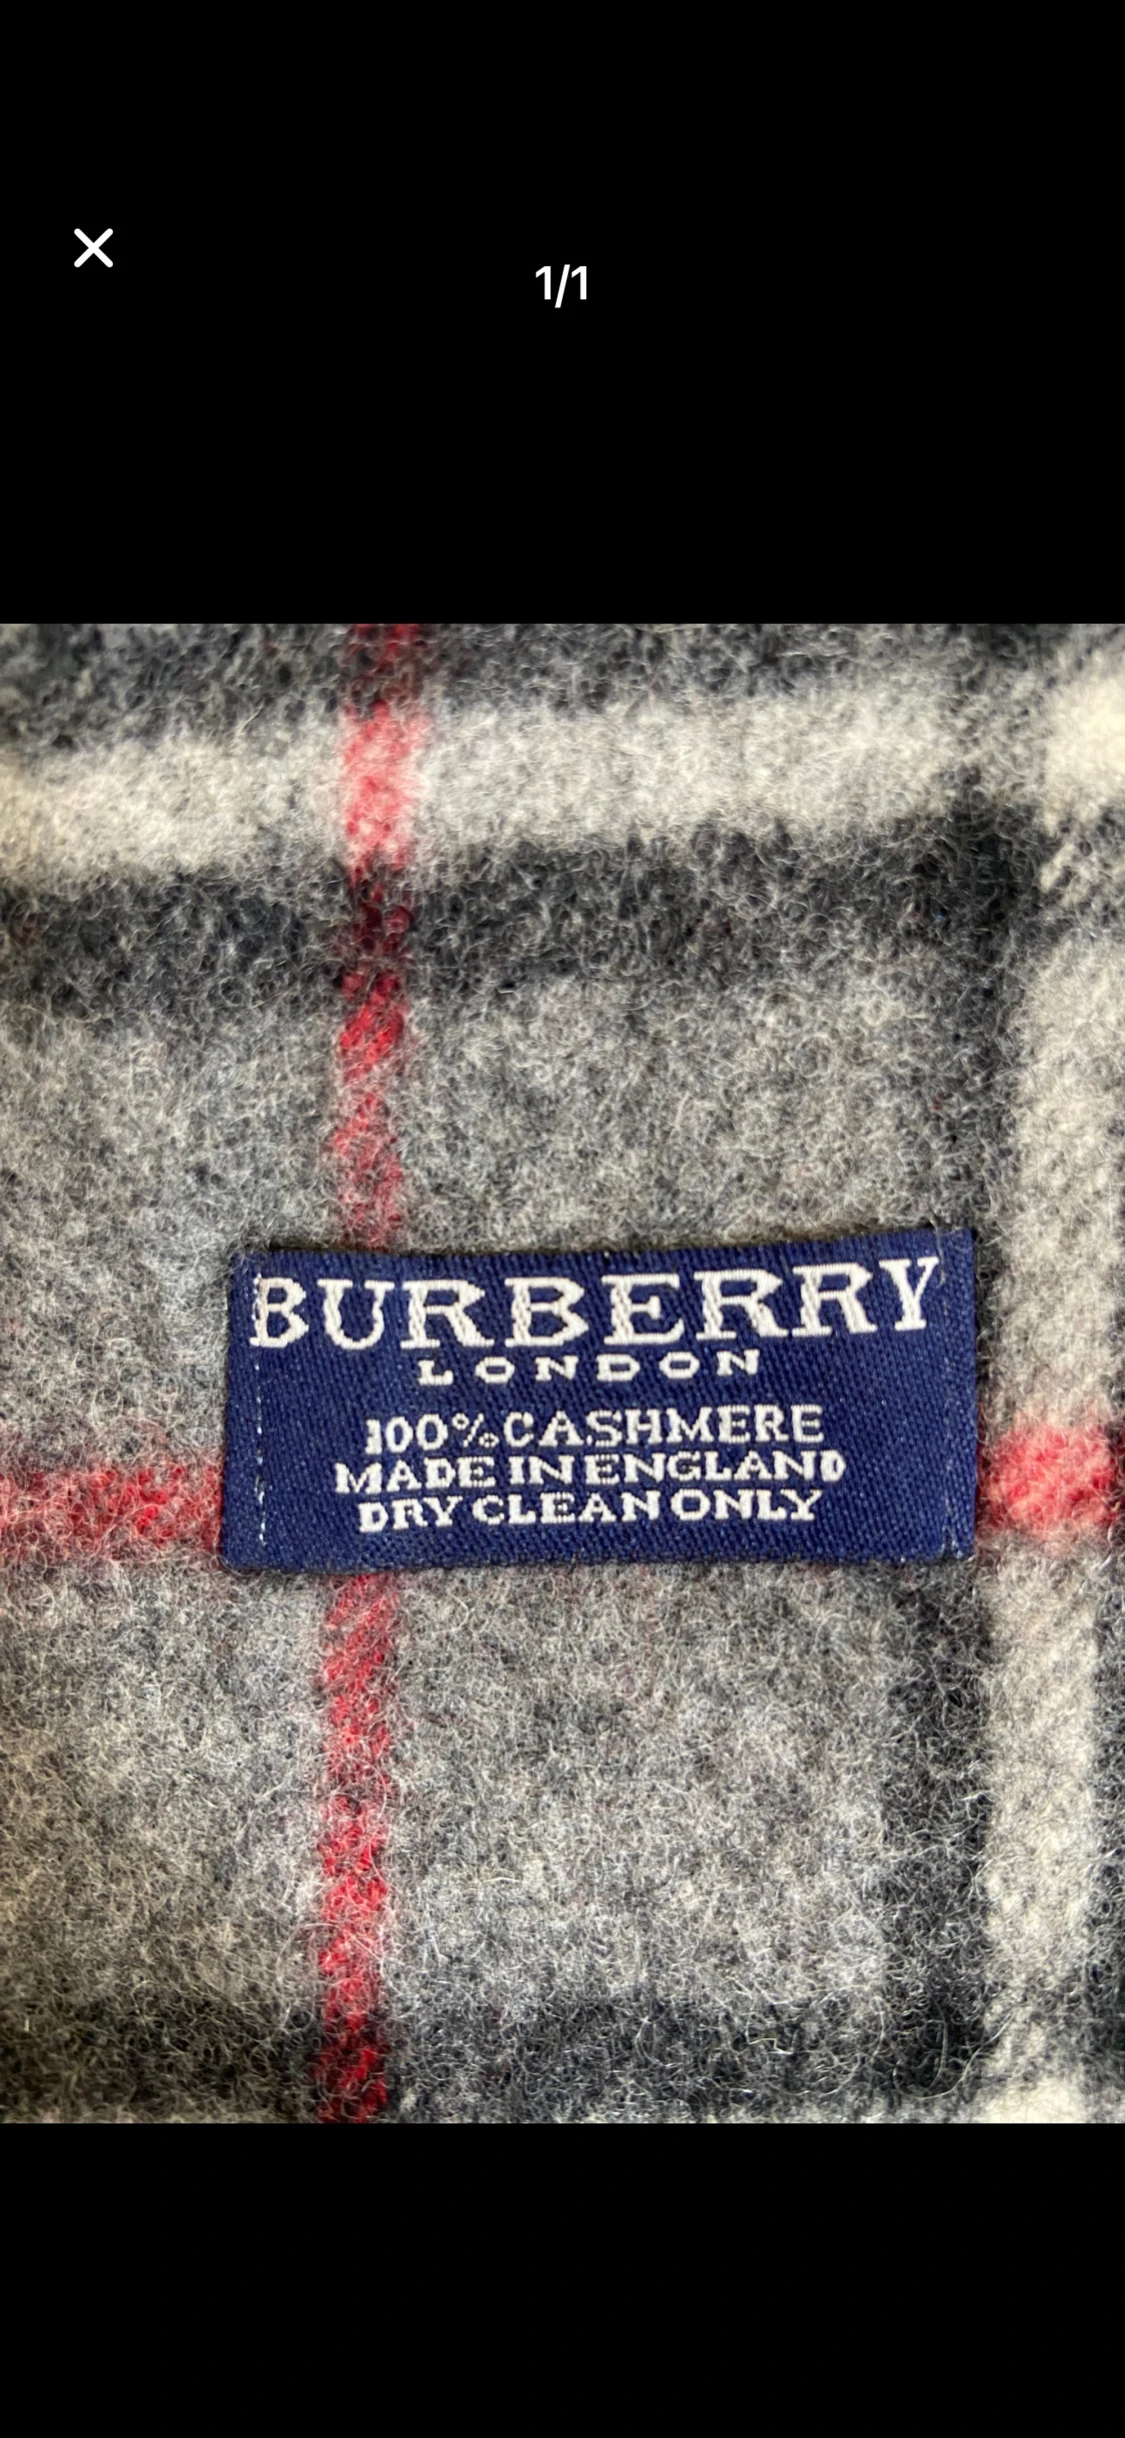 1/1
BURBERRY
LONDON
100% CASHMERE
MADE IN ENGLAND
DRY CLEAN ONLY